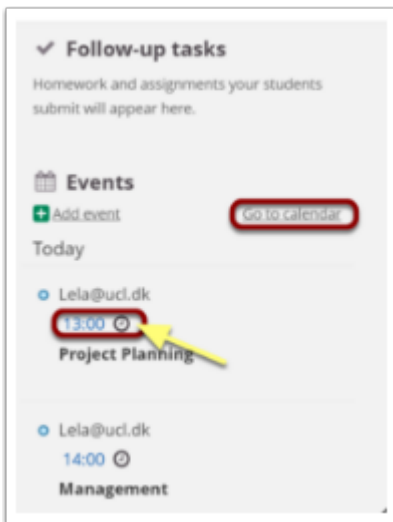 Follow-up tasks
Homework and assignments your students
submit will appear here.
Events
Add event Go to calendar
Today
Lela@ucl.dk
13:00
Project Planning
Lela@ucl.dk
14:00
Management